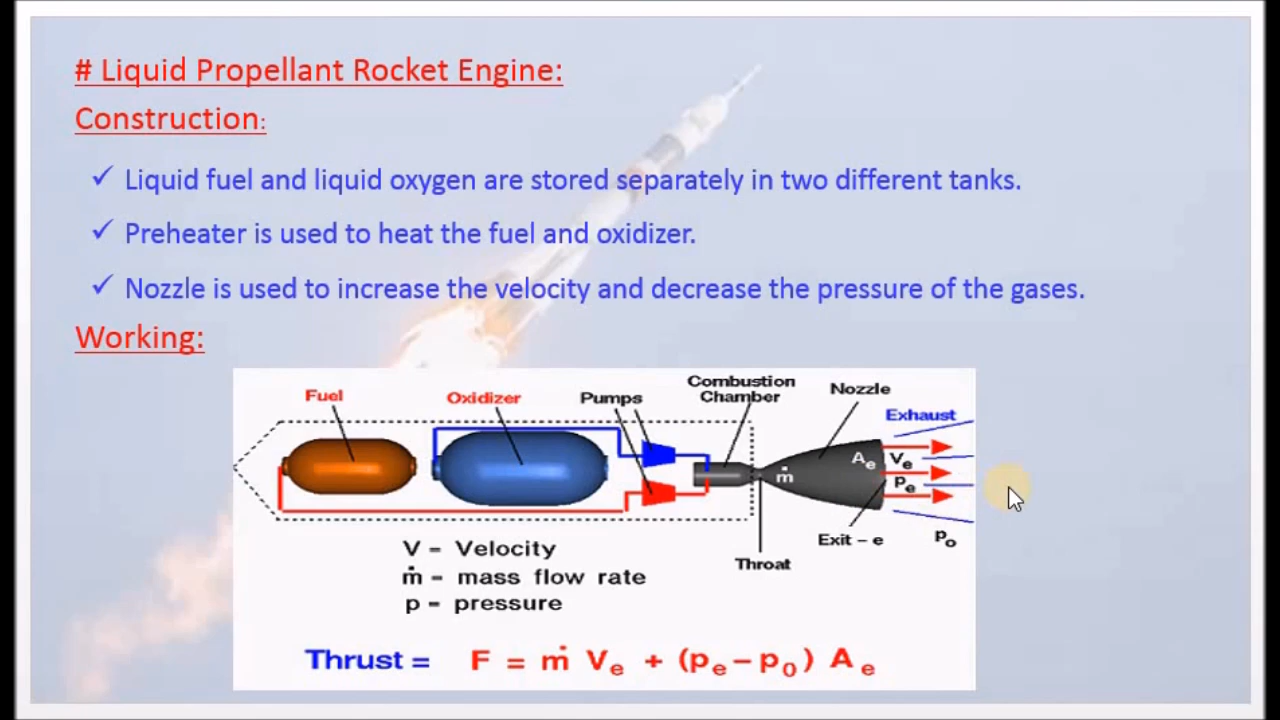 # Liquid Propellant Rocket Engine:
Construction:
✓ Liquid fuel and liquid oxygen are stored separately in two different tanks.
✓ Preheater is used to heat the fuel and oxidizer.
✓ Nozzle is used to increase the velocity and decrease the pressure of the gases.
Working:
Fuel
Oxidizer
Pumps
Combustion
Chamber
Nozzle
Exhaust
Aₑ
Vₑ
ṁ
pₑ
Exit – e
p₀
Throat
V = Velocity
ṁ = mass flow rate
p = pressure
Thrust = F = ṁ Vₑ + (pₑ – p₀) Aₑ